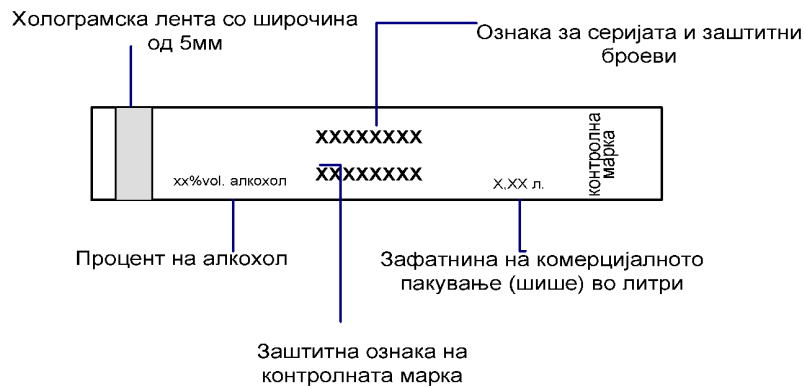 Холограмска лента со широчина
од 5мм
Ознака за серијата и заштитни
броеви
XXXXXXXX
XXXXXXXX
xx%vol. алкохол
X,XX л.
контролна
марка
Процент на алкохол
Зафатнина на комерцијалното
пакување (шише) во литри
Заштитна ознака на
контролната марка